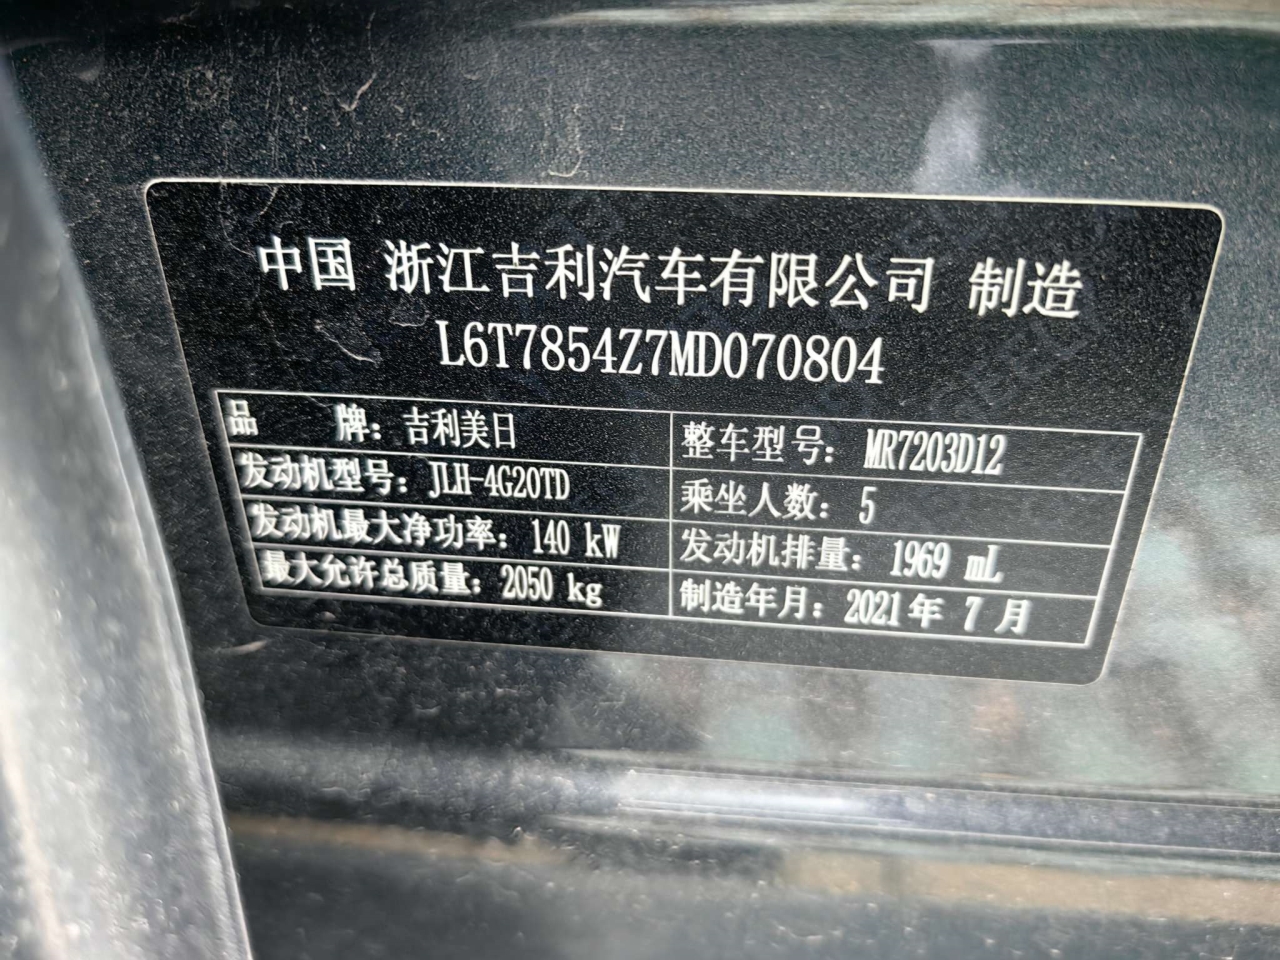 中国 浙江吉利汽车有限公司 制造
L6T7854Z7MD070804
品 牌：吉利美日 整车型号：MR7203D12
发动机型号：JLH-4G20TD 乘坐人数：5
发动机最大净功率：140 kW 发动机排量：1969 mL
最大允许总质量：2050 kg 制造年月：2021年 7 月